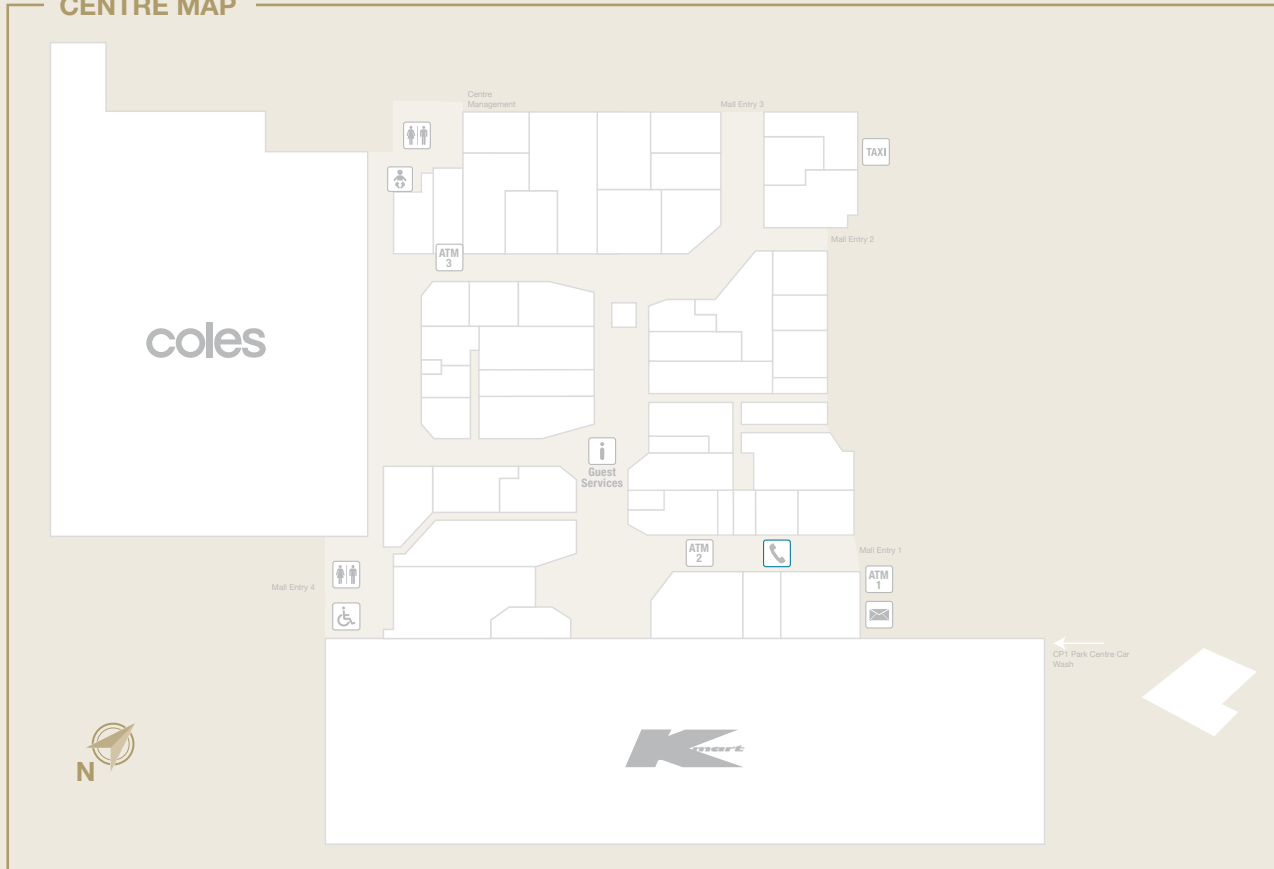 CENTRE MAP
Centre
Management
Mall Entry 3
TAXI
Mall Entry 2
ATM
3
coles
i
Guest
Services
ATM
2
Mall Entry 1
ATM
1
Mall Entry 4
CP1 Park Centre Car
Wash
Kmart
N